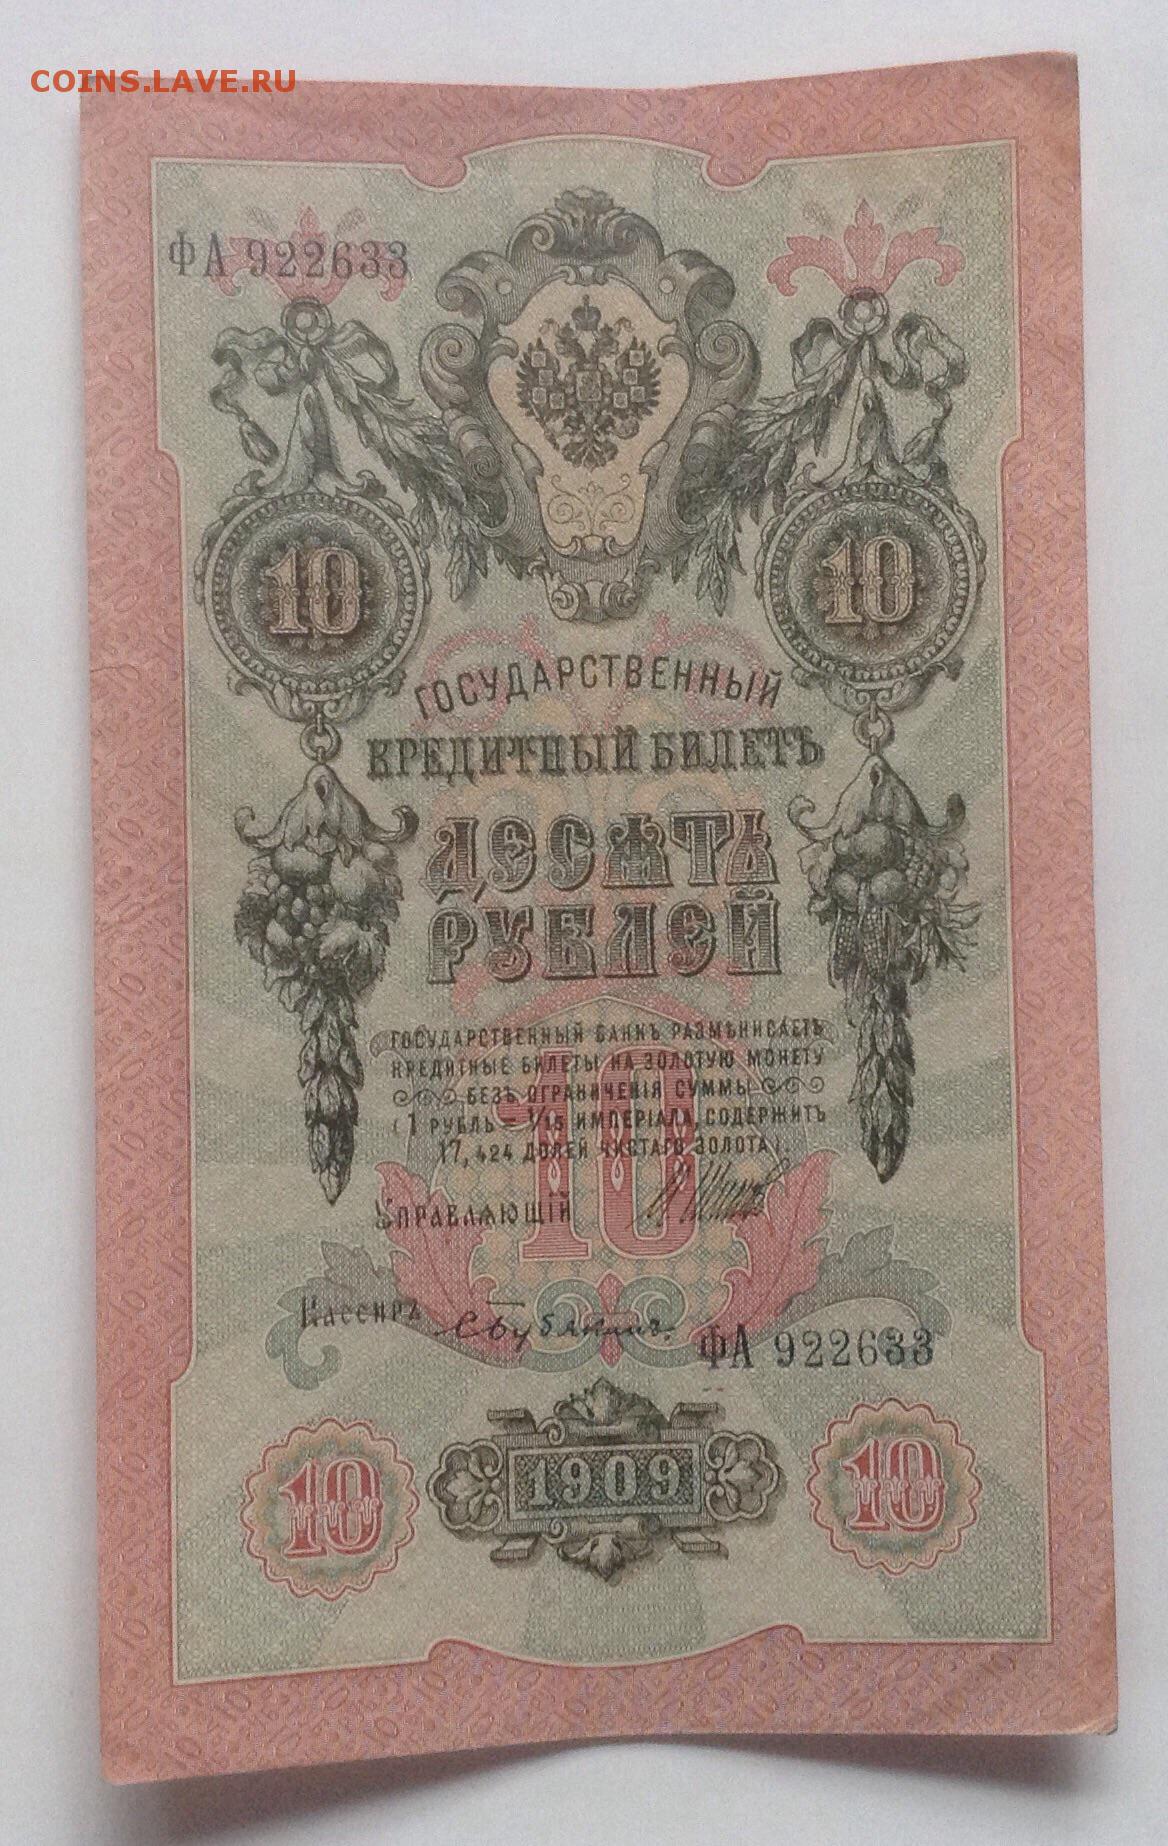 COINS.LAVE.RU
ФА 922633
10 10
ГОСУДАРСТВЕННЫЙ
КРЕДИТНЫЙ БИЛЕТЪ
ДЕСЯТЬ
РУБЛЕЙ
ГОСУДАРСТВЕННЫЙ БАНКЪ РАЗМѢНИВАЕТЪ
КРЕДИТНЫЕ БИЛЕТЫ НА ЗОЛОТУЮ МОНЕТУ
БЕЗЪ ОГРАНИЧЕНІЯ СУММЫ
(1 РУБЛЬ = 1/15 ИМПЕРІАЛА, СОДЕРЖИТЪ
17,424 ДОЛЕЙ ЧИСТАГО ЗОЛОТА)
10
Управляющій
Кассиръ
ФА 922633
10 1909 10